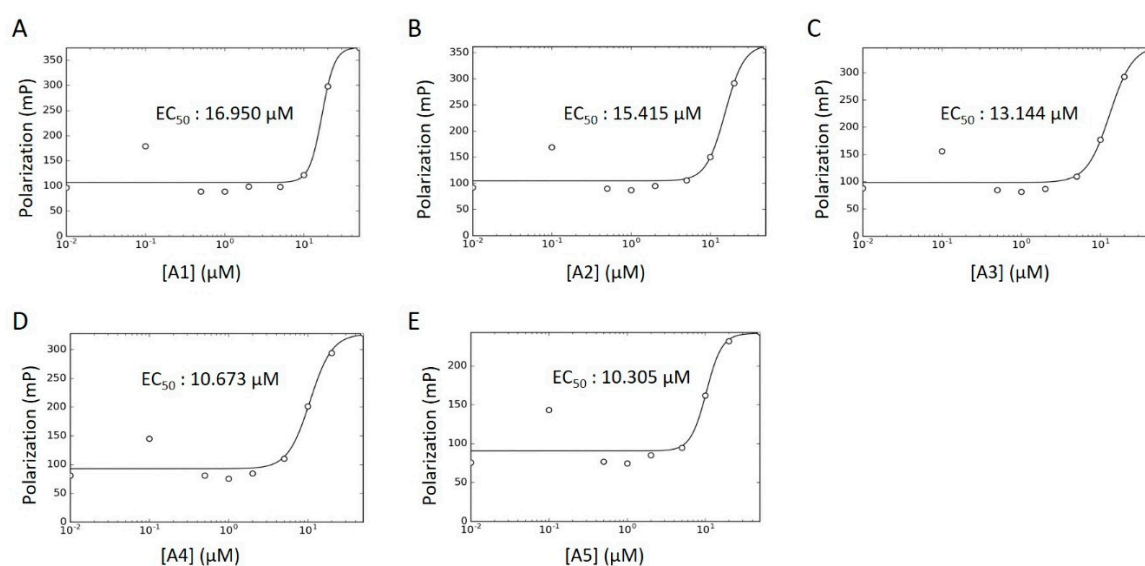 A
B
C
Polarization (mP)
350
300
250
200
150
100
50
0
EC50 : 16.950 µM
10-2
10-1
100
101
[A1] (µM)
Polarization (mP)
350
300
250
200
150
100
50
0
EC50 : 15.415 µM
10-2
10-1
100
101
[A2] (µM)
Polarization (mP)
300
250
200
150
100
50
0
EC50 : 13.144 µM
10-2
10-1
100
101
[A3] (µM)
D
E
Polarization (mP)
300
250
200
150
100
50
0
EC50 : 10.673 µM
10-2
10-1
100
101
[A4] (µM)
Polarization (mP)
200
150
100
50
0
EC50 : 10.305 µM
10-2
10-1
100
101
[A5] (µM)